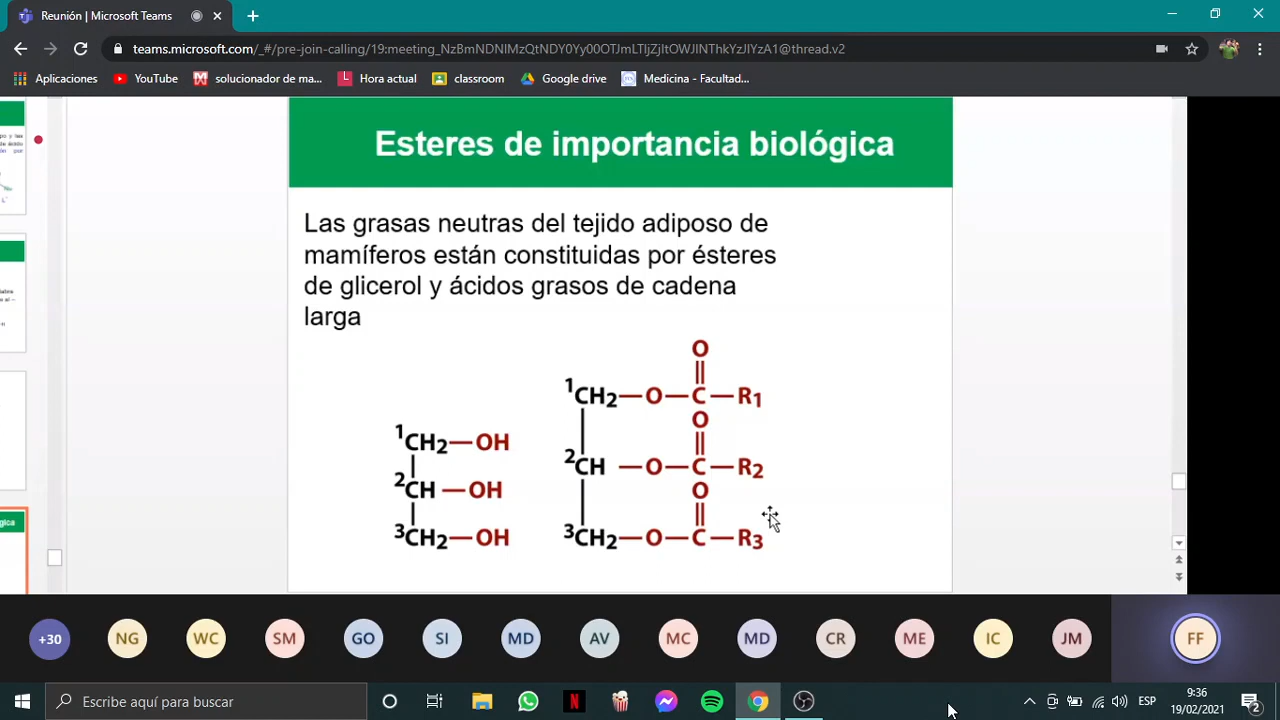 Reunión | Microsoft Teams
teams.microsoft.com/_#/pre-join-calling/19:meeting_NzBmNDNIMzQtNDY0Yy00OTJmLTljZjItOWJINThkYzJlYzA1@thread.v2
Aplicaciones YouTube solucionador de ma... Hora actual classroom Google drive Medicina - Facultad...
Esteres de importancia biológica
Las grasas neutras del tejido adiposo de
mamíferos están constituidas por ésteres
de glicerol y ácidos grasos de cadena
larga
O
1CH2—O—C—R1
O
1CH2—OH
2CH —O—C—R2
2CH —OH
O
3CH2—OH
3CH2—O—C—R3
+30 NG WC SM GO SI MD AV MC MD CR ME IC JM FF
Escribe aquí para buscar
ESP
9:36
19/02/2021
2